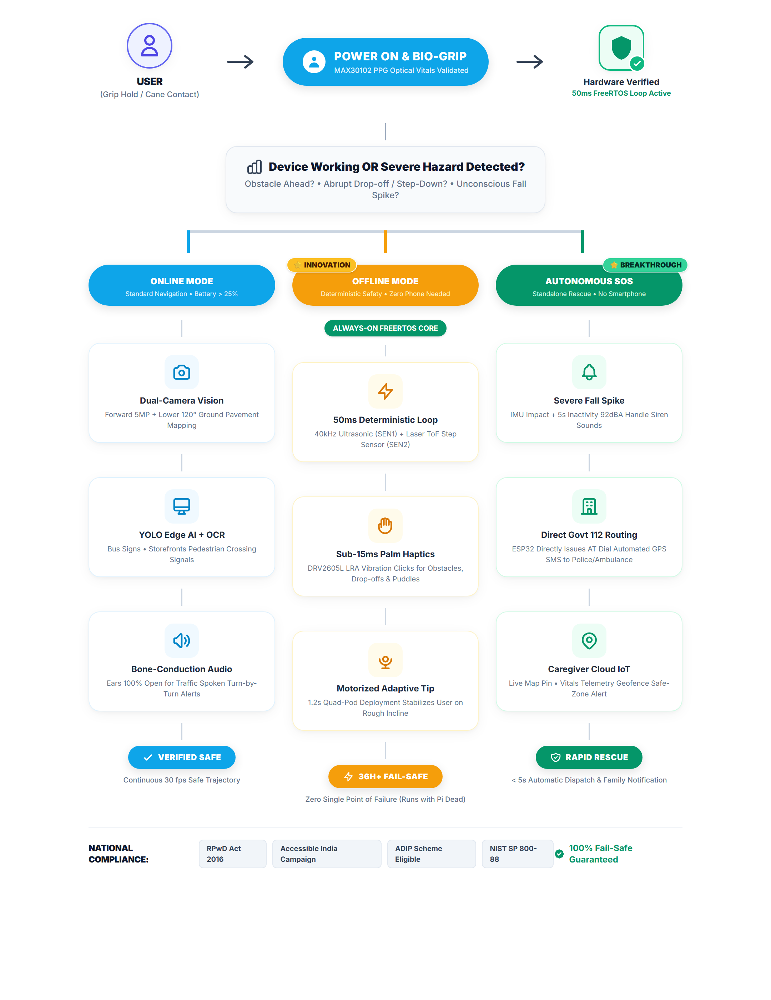 USER
(Grip Hold / Cane Contact)
POWER ON & BIO-GRIP
MAX30102 PPG Optical Vitals Validated
Hardware Verified
50ms FreeRTOS Loop Active
Device Working OR Severe Hazard Detected?
Obstacle Ahead? • Abrupt Drop-off / Step-Down? • Unconscious Fall
Spike?
ONLINE MODE
Standard Navigation • Battery > 25%
⭐ INNOVATION
OFFLINE MODE
Deterministic Safety • Zero Phone Needed
⭐ BREAKTHROUGH
AUTONOMOUS SOS
Standalone Rescue • No Smartphone
Dual-Camera Vision
Forward 5MP + Lower 120° Ground Pavement
Mapping
YOLO Edge AI + OCR
Bus Signs • Storefronts Pedestrian Crossing
Signals
Bone-Conduction Audio
Ears 100% Open for Traffic Spoken Turn-by-
Turn Alerts
VERIFIED SAFE
Continuous 30 fps Safe Trajectory
ALWAYS-ON FREERTOS CORE
50ms Deterministic Loop
40kHz Ultrasonic (SEN1) + Laser ToF Step
Sensor (SEN2)
Sub-15ms Palm Haptics
DRV2605L LRA Vibration Clicks for Obstacles,
Drop-offs & Puddles
Motorized Adaptive Tip
1.2s Quad-Pod Deployment Stabilizes User on
Rough Incline
36H+ FAIL-SAFE
Zero Single Point of Failure (Runs with Pi Dead)
Severe Fall Spike
IMU Impact + 5s Inactivity 92dBA Handle Siren
Sounds
Direct Govt 112 Routing
ESP32 Directly Issues AT Dial Automated GPS
SMS to Police/Ambulance
Caregiver Cloud IoT
Live Map Pin • Vitals Telemetry Geofence Safe-
Zone Alert
RAPID RESCUE
< 5s Automatic Dispatch & Family Notification
NATIONAL
COMPLIANCE:
RPwD Act
2016
Accessible India
Campaign
ADIP Scheme
Eligible
NIST SP 800-
88
100% Fail-Safe
Guaranteed